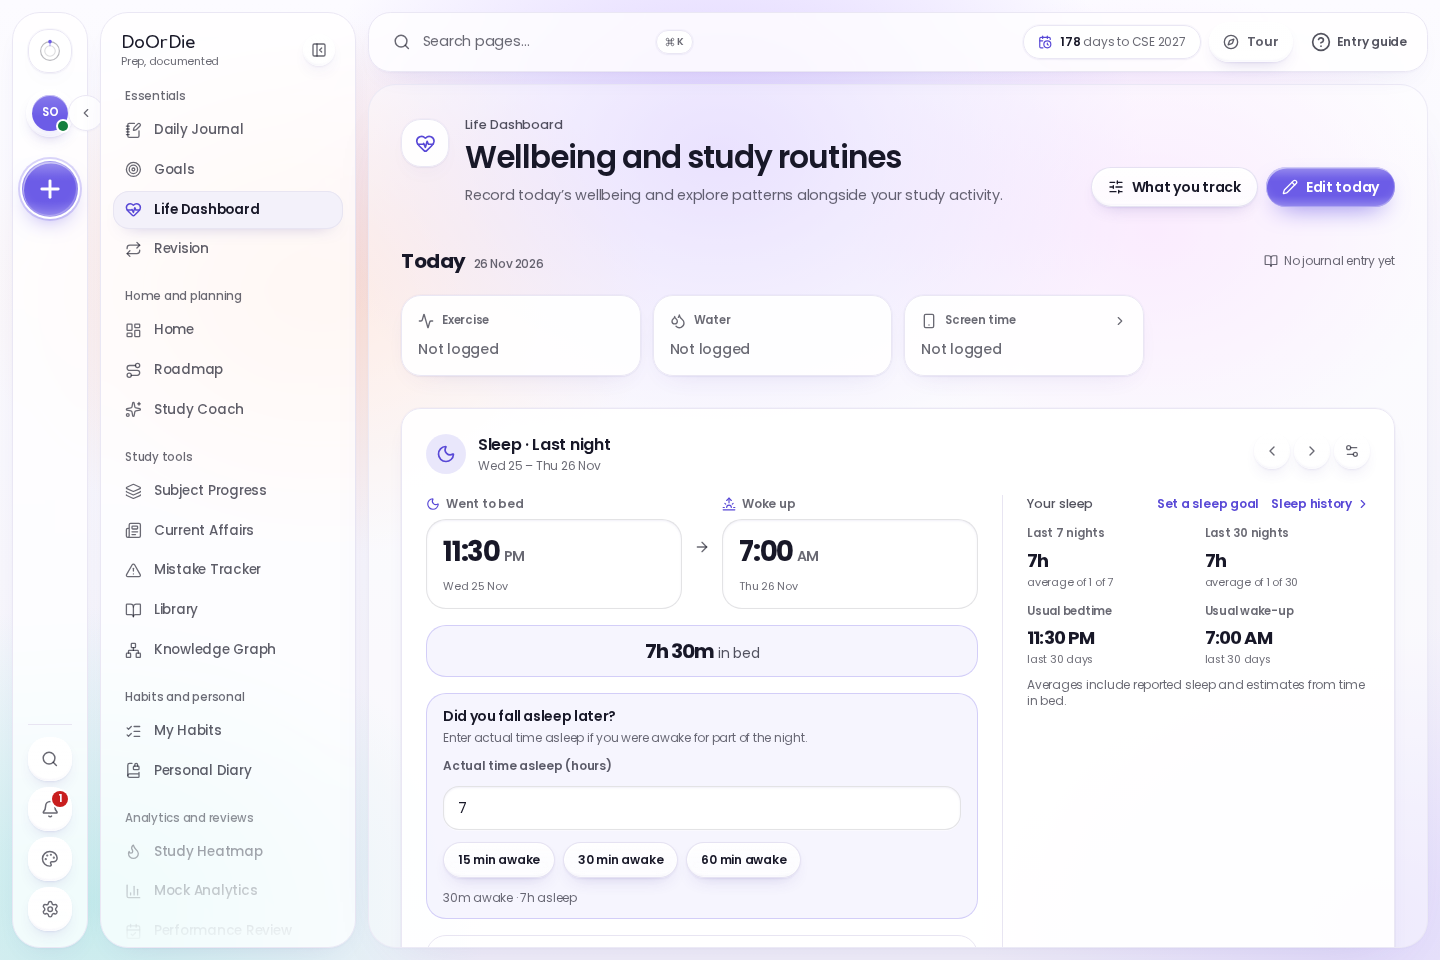 DoOrDie
Prep, documented
SO
Essentials
Daily Journal
Goals
Life Dashboard
Revision
Home and planning
Home
Roadmap
Study Coach
Study tools
Subject Progress
Current Affairs
Mistake Tracker
Library
Knowledge Graph
Habits and personal
My Habits
Personal Diary
Analytics and reviews
Study Heatmap
Mock Analytics
Performance Review
1
Search pages...
⌘ K
178 days to CSE 2027
Tour
Entry guide
Life Dashboard
Wellbeing and study routines
Record today’s wellbeing and explore patterns alongside your study activity.
What you track
Edit today
Today 26 Nov 2026
No journal entry yet
Exercise
Not logged
Water
Not logged
Screen time
Not logged
Sleep · Last night
Wed 25 – Thu 26 Nov
Went to bed
11:30 PM
Wed 25 Nov
Woke up
7:00 AM
Thu 26 Nov
7h 30m in bed
Did you fall asleep later?
Enter actual time asleep if you were awake for part of the night.
Actual time asleep (hours)
7
15 min awake
30 min awake
60 min awake
30m awake · 7h asleep
Your sleep
Set a sleep goal
Sleep history
Last 7 nights
7h
average of 1 of 7
Last 30 nights
7h
average of 1 of 30
Usual bedtime
11:30 PM
last 30 days
Usual wake-up
7:00 AM
last 30 days
Averages include reported sleep and estimates from time
in bed.